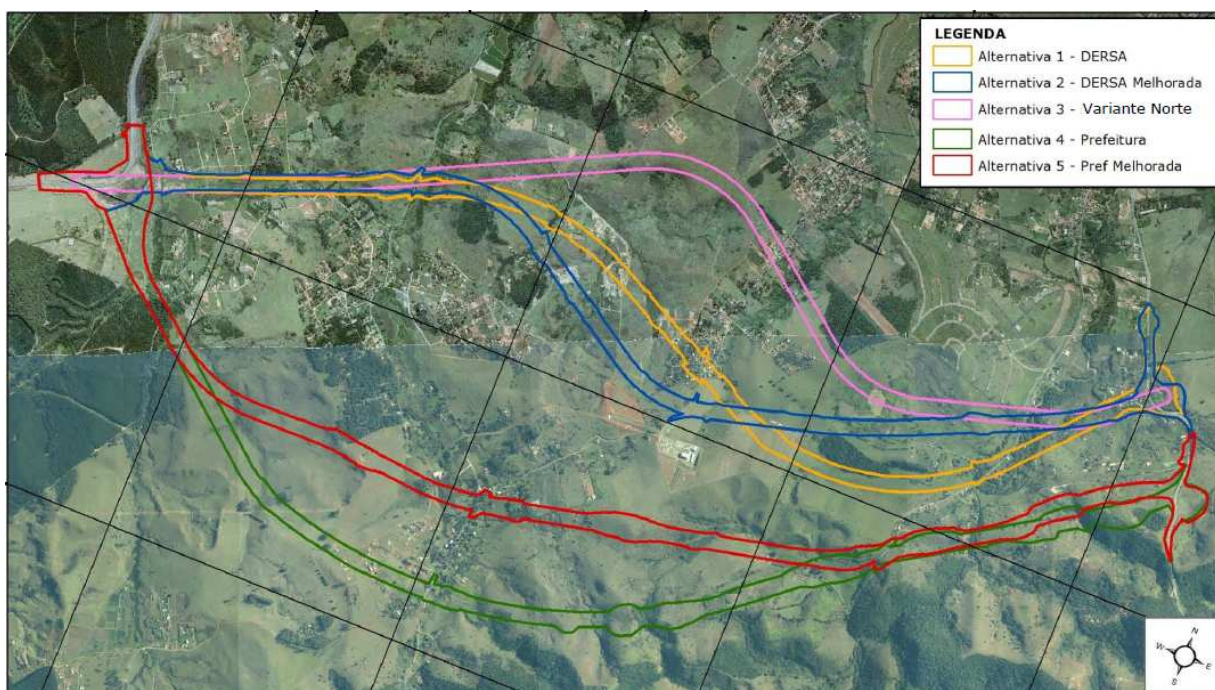 LEGENDA
Alternativa 1 - DERSA
Alternativa 2 - DERSA Melhorada
Alternativa 3 - Variante Norte
Alternativa 4 - Prefeitura
Alternativa 5 - Pref Melhorada
N
W
E
S